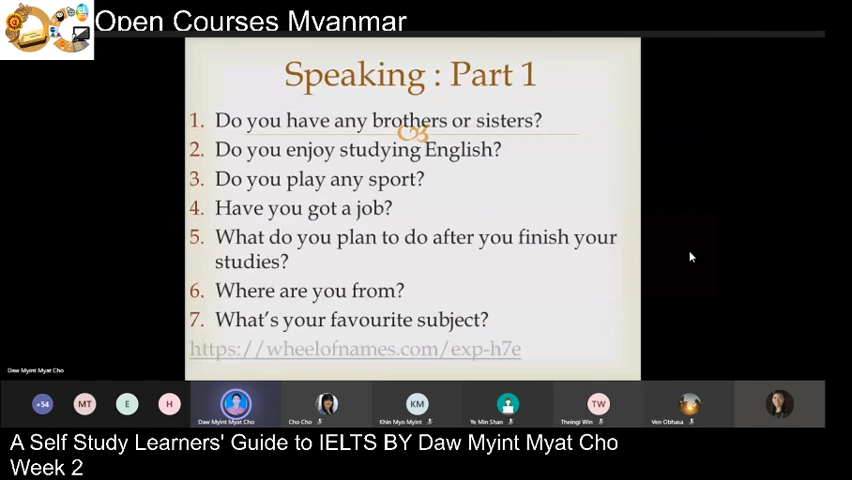 Open Courses Myanmar
Speaking : Part 1
1. Do you have any brothers or sisters?
2. Do you enjoy studying English?
3. Do you play any sport?
4. Have you got a job?
5. What do you plan to do after you finish your
studies?
6. Where are you from?
7. What's your favourite subject?
https://wheelofnames.com/exp-h7e
Daw Myint Myat Cho
+54
MT
E
H
Daw Myint Myat Cho
Cho Cho
KM
Khin Myo Myint
Ye Min Shan
TW
Theingi Win
Ven Obhasa
A Self Study Learners' Guide to IELTS BY Daw Myint Myat Cho
Week 2